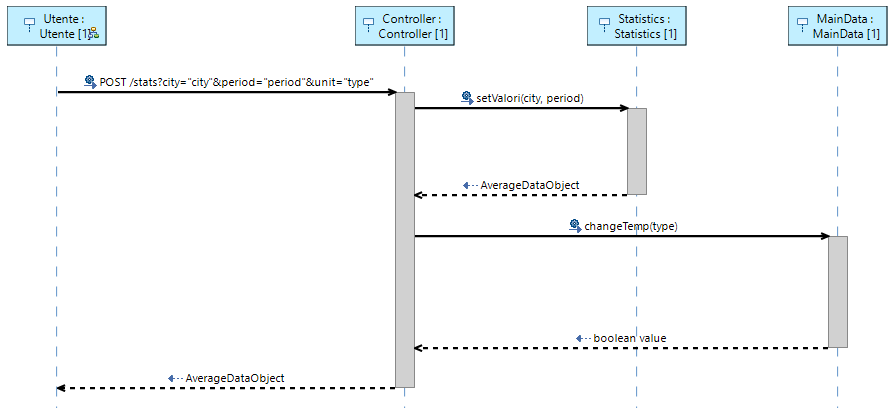 Utente :
Utente [1]
Controller :
Controller [1]
Statistics :
Statistics [1]
MainData :
MainData [1]
POST /stats?city="city"&period="period"&unit="type"
setValori(city, period)
AverageDataObject
changeTemp(type)
boolean value
AverageDataObject